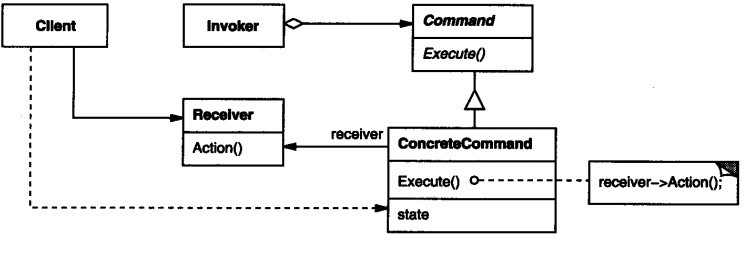 Client
Invoker
Command
Execute()
Receiver
Action()
receiver
ConcreteCommand
Execute()
receiver–>Action();
state